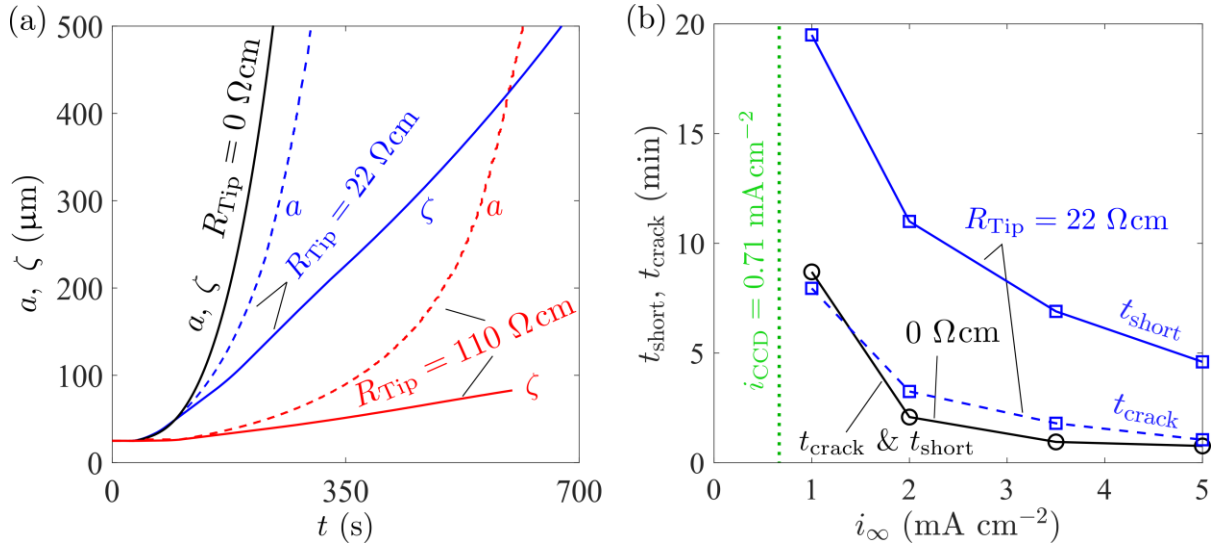 (a)
500
400
300
200
100
0
a, ζ (μm)
0
350
700
t (s)
R_Tip = 0 Ωcm
a, ζ
a
R_Tip = 22 Ωcm
ζ
a
R_Tip = 110 Ωcm
ζ
(b)
20
15
10
5
0
t_short, t_crack (min)
0
1
2
3
4
5
i_∞ (mA cm⁻²)
i_CCD = 0.71 mAcm⁻²
R_Tip = 22 Ωcm
t_short
0 Ωcm
t_crack
t_crack & t_short